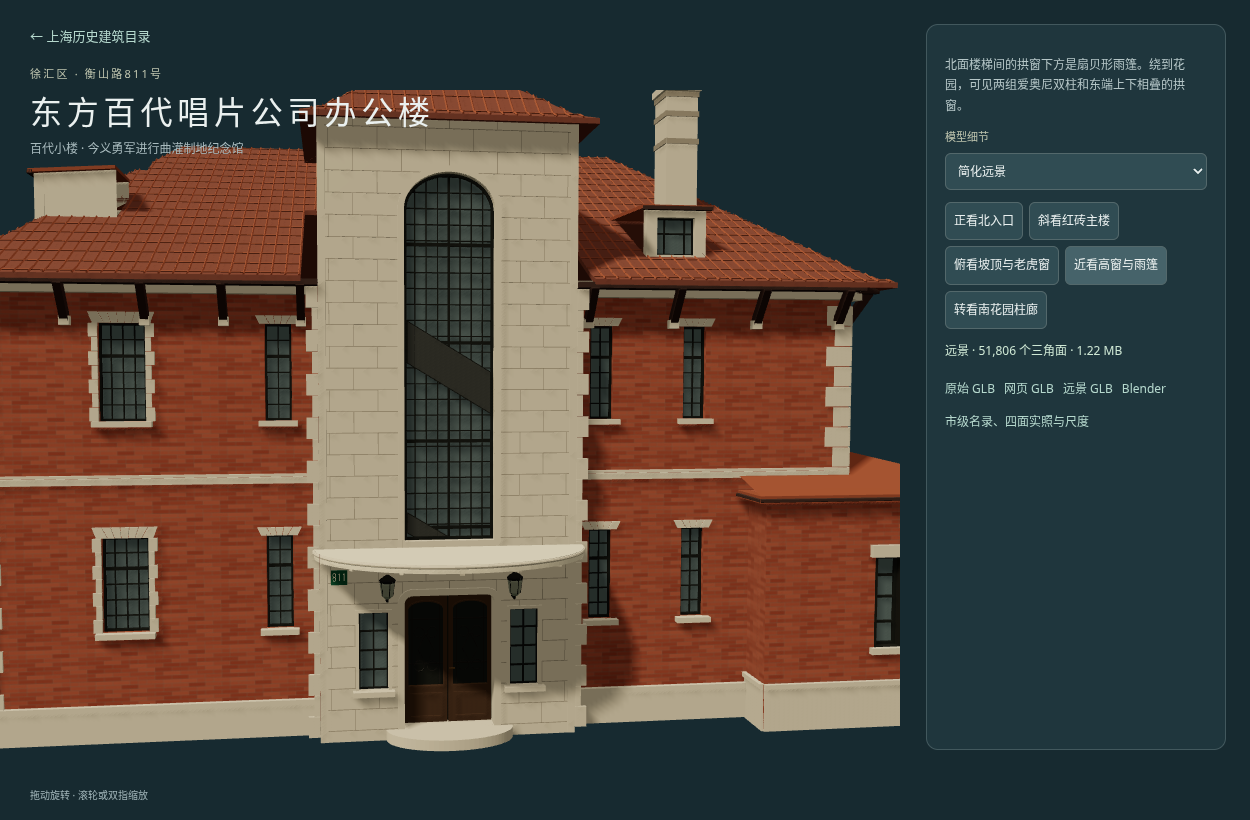 ← 上海历史建筑目录
徐汇区 · 衡山路811号
东方百代唱片公司办公楼
百代小楼 · 今义勇军进行曲灌制地纪念馆
811
拖动旋转 · 滚轮或双指缩放
北面楼梯间的拱窗下方是扇贝形雨篷。绕到花
园，可见两组爱奥尼双柱和东端上下相叠的拱
窗。
模型细节
简化远景
正看北入口 斜看红砖主楼
俯看坡顶与老虎窗 近看高窗与雨篷
转看南花园柱廊
远景 · 51,806 个三角面 · 1.22 MB
原始 GLB 网页 GLB 远景 GLB Blender
市级名录、四面实照与尺度